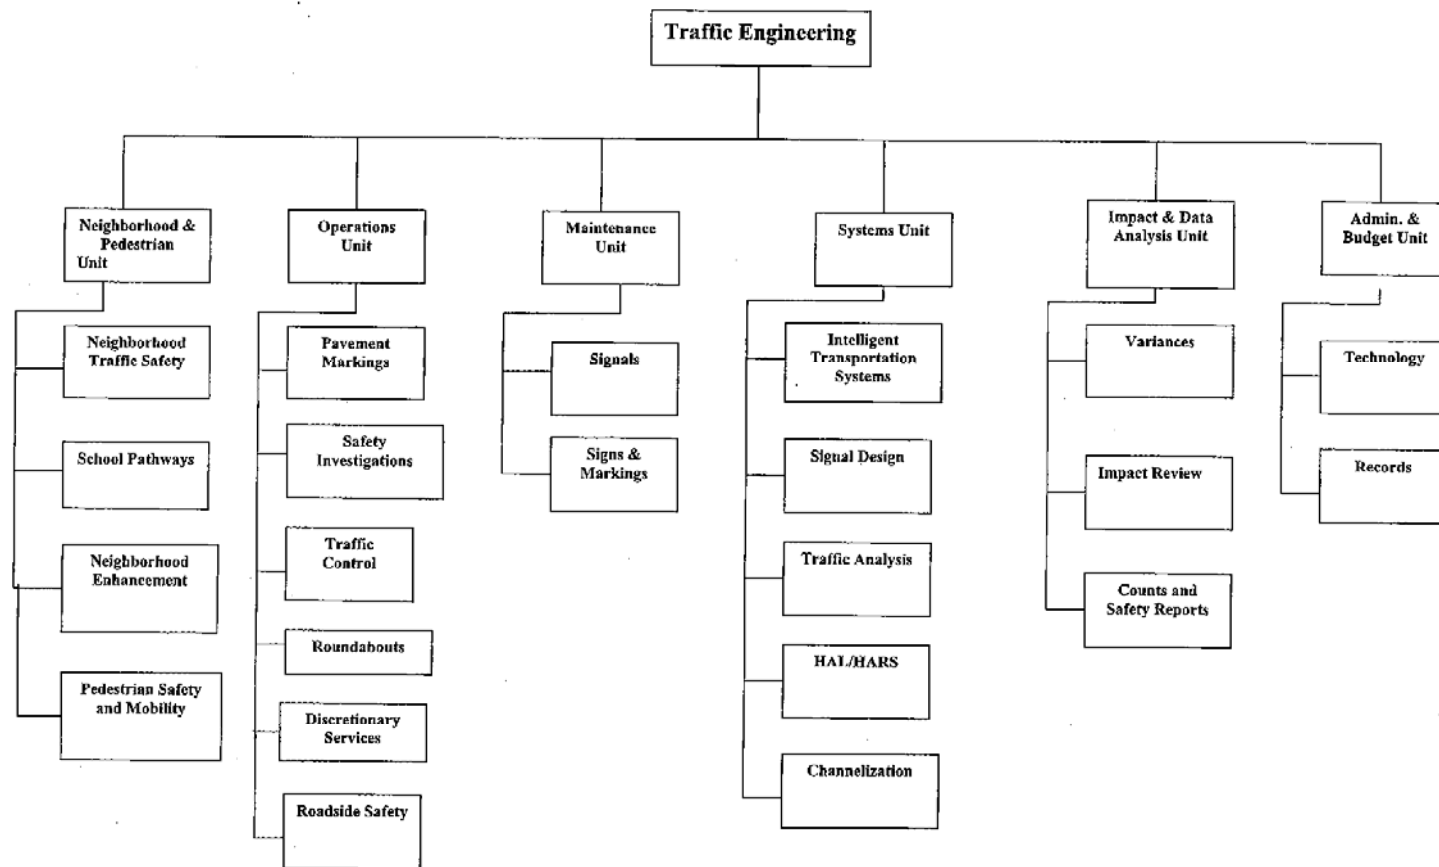 Traffic Engineering
Neighborhood &
Pedestrian
Unit
Operations
Unit
Maintenance
Unit
Systems Unit
Impact & Data
Analysis Unit
Admin. &
Budget Unit
Neighborhood
Traffic Safety
School Pathways
Neighborhood
Enhancement
Pedestrian Safety
and Mobility
Pavement
Markings
Safety
Investigations
Traffic
Control
Roundabouts
Discretionary
Services
Roadside Safety
Signals
Signs &
Markings
Intelligent
Transportation
Systems
Signal Design
Traffic Analysis
HAL/HARS
Channelization
Variances
Impact Review
Counts and
Safety Reports
Technology
Records